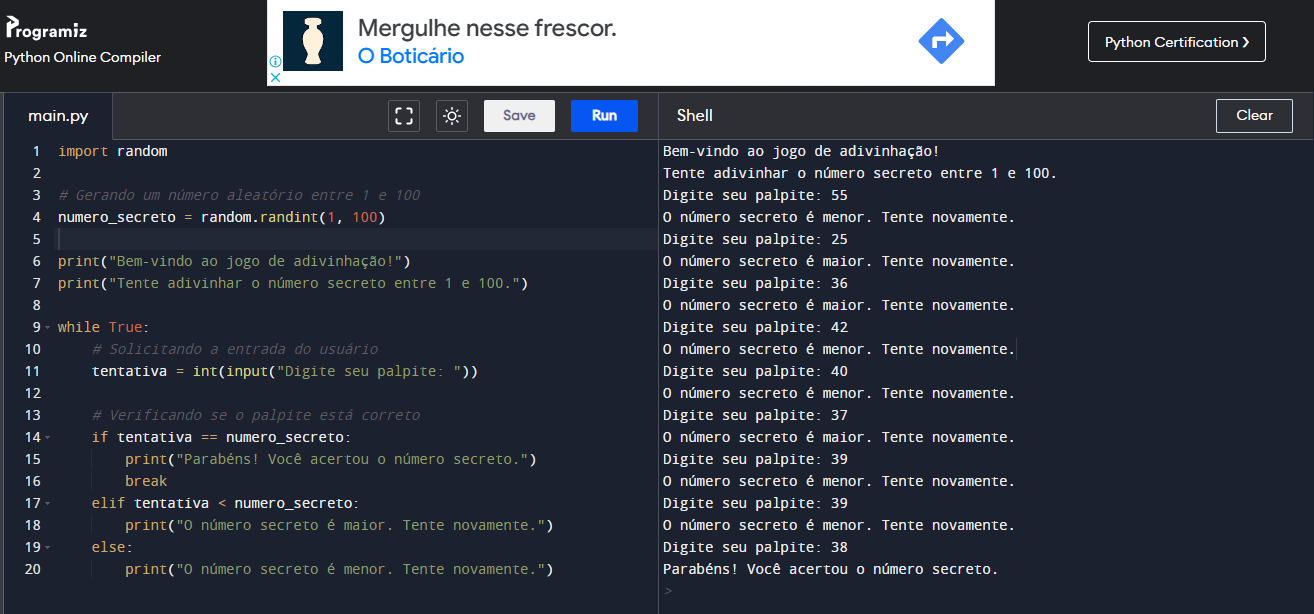 Programiz
Python Online Compiler
Mergulhe nesse frescor.
O Boticário
Python Certification ›
main.py
Save
Run
Shell
Clear
1 import random
2
3 # Gerando um número aleatório entre 1 e 100
4 numero_secreto = random.randint(1, 100)
5
6 print("Bem-vindo ao jogo de adivinhação!")
7 print("Tente adivinhar o número secreto entre 1 e 100.")
8
9 while True:
10     # Solicitando a entrada do usuário
11     tentativa = int(input("Digite seu palpite: "))
12
13     # Verificando se o palpite está correto
14     if tentativa == numero_secreto:
15         print("Parabéns! Você acertou o número secreto.")
16         break
17     elif tentativa < numero_secreto:
18         print("O número secreto é maior. Tente novamente.")
19     else:
20         print("O número secreto é menor. Tente novamente.")
Bem-vindo ao jogo de adivinhação!
Tente adivinhar o número secreto entre 1 e 100.
Digite seu palpite: 55
O número secreto é menor. Tente novamente.
Digite seu palpite: 25
O número secreto é maior. Tente novamente.
Digite seu palpite: 36
O número secreto é maior. Tente novamente.
Digite seu palpite: 42
O número secreto é menor. Tente novamente.
Digite seu palpite: 40
O número secreto é menor. Tente novamente.
Digite seu palpite: 37
O número secreto é maior. Tente novamente.
Digite seu palpite: 39
O número secreto é menor. Tente novamente.
Digite seu palpite: 39
O número secreto é menor. Tente novamente.
Digite seu palpite: 38
Parabéns! Você acertou o número secreto.
>